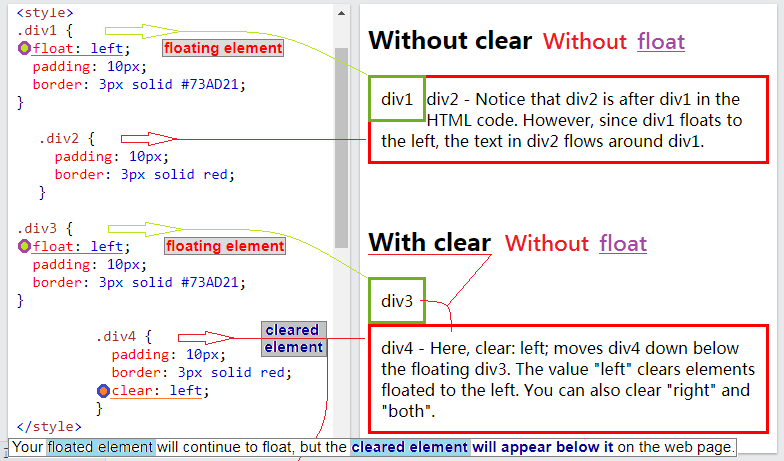 <style>
.div1 {
float: left;
floating element
padding: 10px;
border: 3px solid #73AD21;
}
.div2 {
padding: 10px;
border: 3px solid red;
}
.div3 {
float: left;
floating element
padding: 10px;
border: 3px solid #73AD21;
}
.div4 {
cleared
element
padding: 10px;
border: 3px solid red;
clear: left;
}
</style>
Without clear Without float
div1
div2 - Notice that div2 is after div1 in the
HTML code. However, since div1 floats to
the left, the text in div2 flows around div1.
With clear Without float
div3
div4 - Here, clear: left; moves div4 down below
the floating div3. The value "left" clears elements
floated to the left. You can also clear "right" and
"both".
Your floated element will continue to float, but the cleared element will appear below it on the web page.